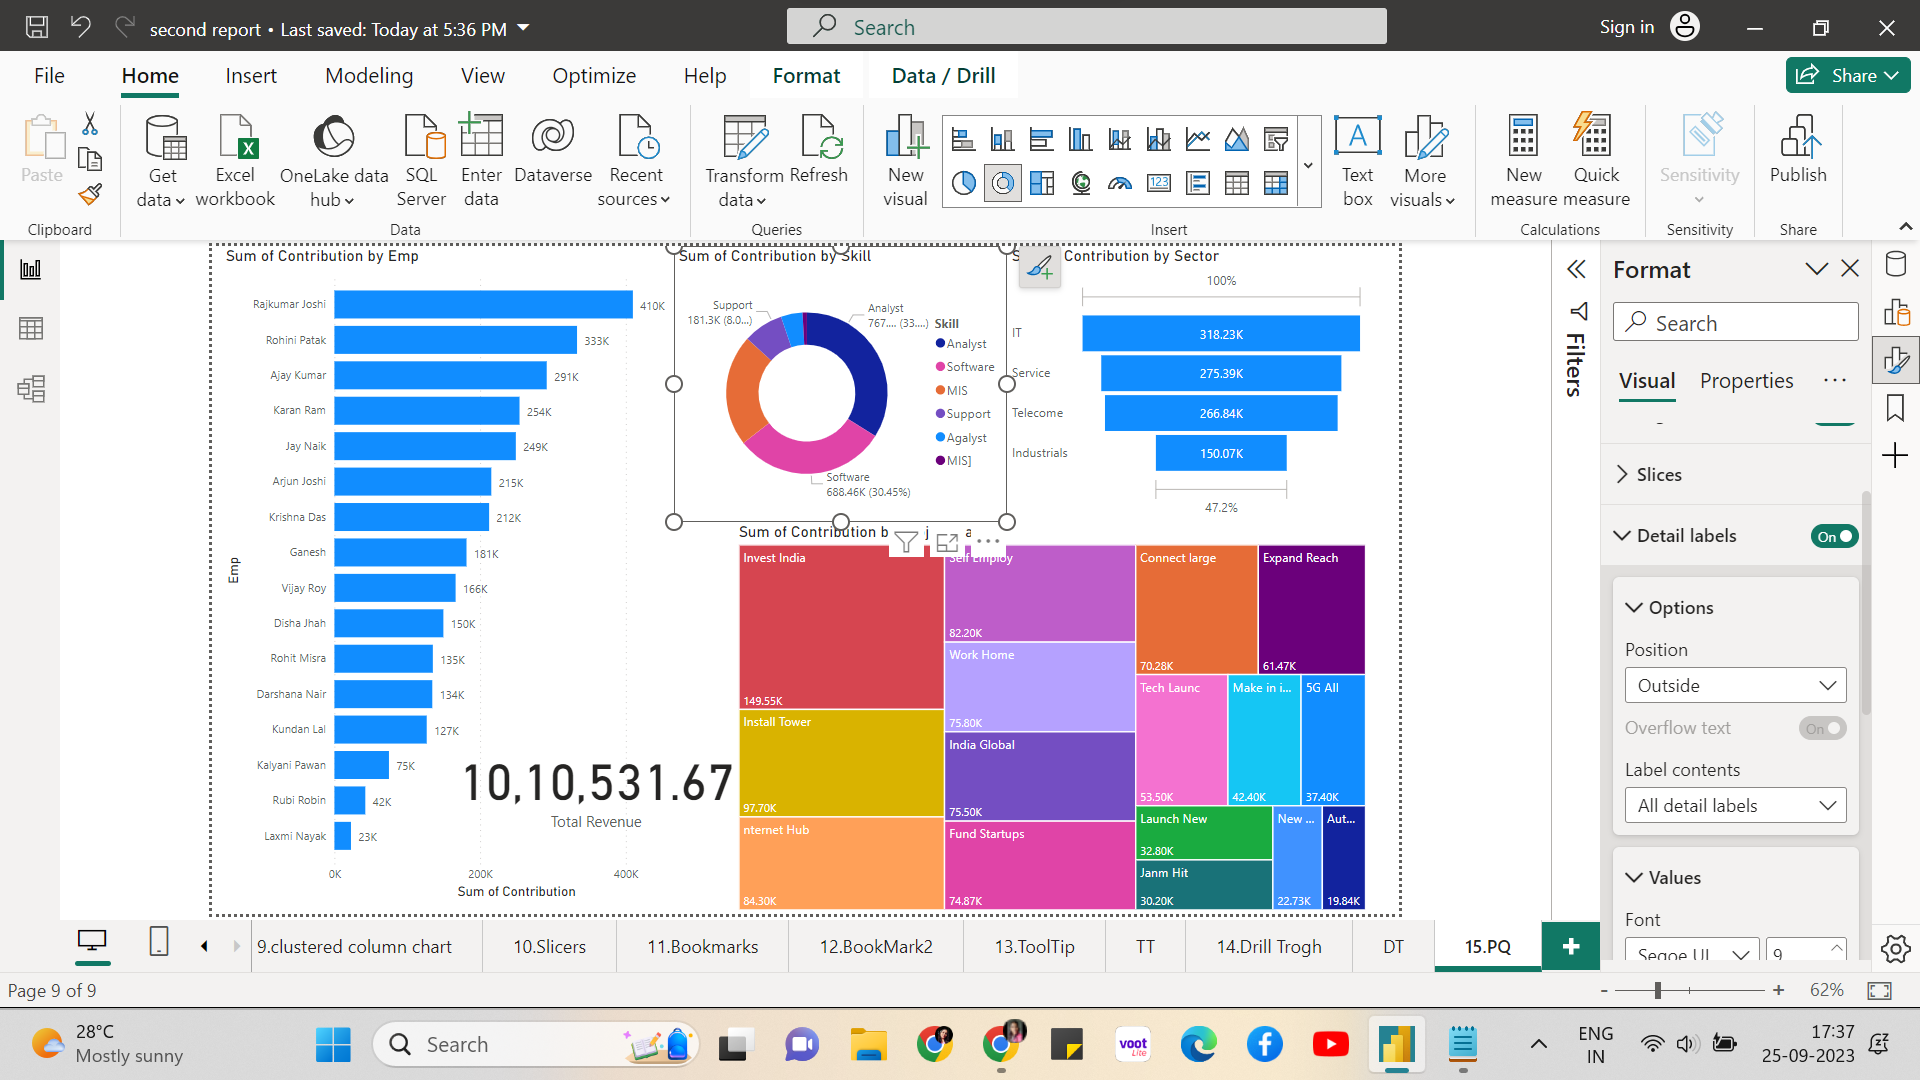 second report • Last saved: Today at 5:36 PM
Search
Sign in
File
Home
Insert
Modeling
View
Optimize
Help
Format
Data / Drill
Share
Paste
Get data
Excel workbook
OneLake data hub
SQL Server
Enter data
Dataverse
Recent sources
Transform data
Refresh
New visual
123
A
Text box
More visuals
New measure
Quick measure
Sensitivity
Publish
Clipboard
Data
Queries
Insert
Calculations
Sensitivity
Share
Sum of Contribution by Emp
Emp
Rajkumar Joshi 410K
Rohini Patak 333K
Ajay Kumar 291K
Karan Ram 254K
Jay Naik 249K
Arjun Joshi 215K
Krishna Das 212K
Ganesh 181K
Vijay Roy 166K
Disha Jhah 150K
Rohit Misra 135K
Darshana Nair 134K
Kundan Lal 127K
Kalyani Pawan 75K
Rubi Robin 42K
Laxmi Nayak 23K
0K 200K 400K
Sum of Contribution
10,10,531.67
Total Revenue
Sum of Contribution by Skill
Support
181.3K (8.0...)
Analyst
767.... (33....)
Software
688.46K (30.45%)
Skill
Analyst
Software
MIS
Support
Agalyst
MIS]
S Contribution by Sector
100%
IT 318.23K
Service 275.39K
Telecome 266.84K
Industrials 150.07K
47.2%
Sum of Contribution b
Invest India
149.55K
Install Tower
97.70K
nternet Hub
84.30K
Self Employ
82.20K
Work Home
75.80K
India Global
75.50K
Fund Startups
74.87K
Connect large
70.28K
Expand Reach
61.47K
Tech Launc
53.50K
Make in i...
42.40K
5G All
37.40K
Launch New
32.80K
Janm Hit
30.20K
New ...
22.73K
Aut...
19.84K
Filters
Format
Search
Visual
Properties
Slices
Detail labels
On
Options
Position
Outside
Overflow text
On
Label contents
All detail labels
Values
Font
Segoe UI
9
9.clustered column chart
10.Slicers
11.Bookmarks
12.BookMark2
13.ToolTip
TT
14.Drill Trogh
DT
15.PQ
Page 9 of 9
- + 62%
28°C
Mostly sunny
Search
voot
Lite
ENG
IN
17:37
25-09-2023